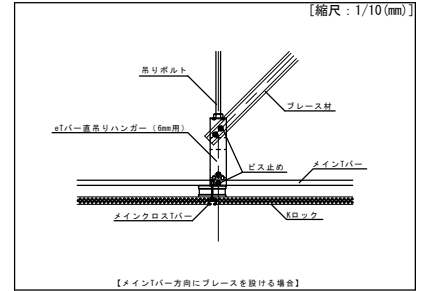 [縮尺：1/10(mm)]
吊りボルト
ブレース材
eTバー直吊りハンガー（6mm用）
ビス止め
メインTバー
メインクロスTバー
Kロック
【メインTバー方向にブレースを設ける場合】